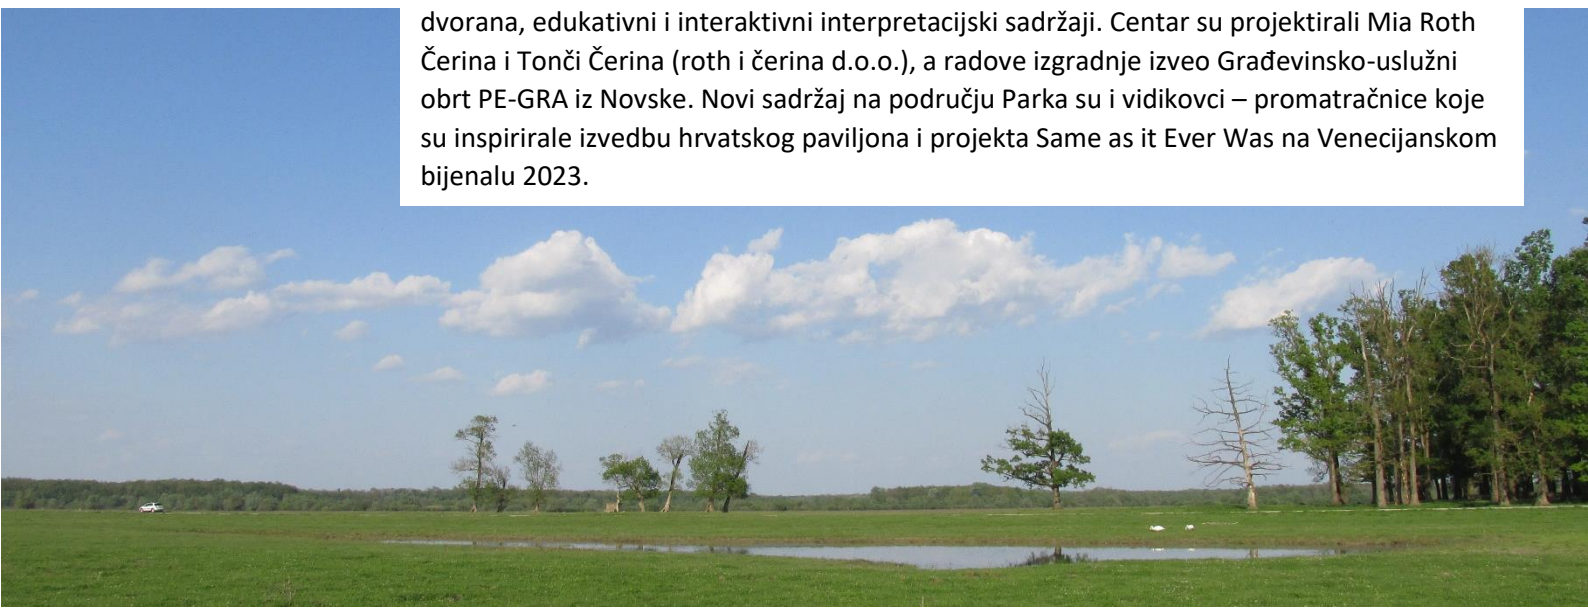 dvorana, edukativni i interaktivni interpretacijski sadržaji. Centar su projektirali Mia Roth
Čerina i Tonči Čerina (roth i čerina d.o.o.), a radove izgradnje izveo Građevinsko-uslužni
obrt PE-GRA iz Novske. Novi sadržaj na području Parka su i vidikovci – promatračnice koje
su inspirirale izvedbu hrvatskog paviljona i projekta Same as it Ever Was na Venecijanskom
bijenalu 2023.